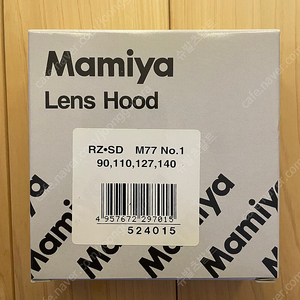 Mamiya
Lens Hood
RZ•SD M77 No.1
90,110,127,140
4 957672 297015
524015
Mamiya
Mamiya